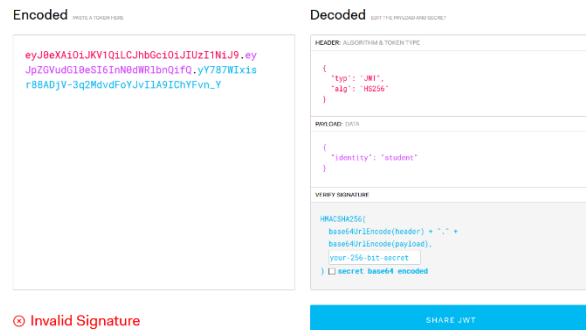 Encoded PASTE A TOKEN HERE
eyJ0eXAiOiJKV1QiLCJhbGciOiJIUzI1NiJ9.ey
JpZGVudGl0eSI6InN0dWRlbnQifQ.yY787WIxis
r88ADjV-3q2MdvdFoYJvIlA9IChYFvn_Y
Invalid Signature
Decoded EDIT THE PAYLOAD AND SECRET
HEADER: ALGORITHM & TOKEN TYPE
{
"typ": "JWT",
"alg": "HS256"
}
PAYLOAD: DATA
{
"identity": "student"
}
VERIFY SIGNATURE
HMACSHA256(
base64UrlEncode(header) + "." +
base64UrlEncode(payload),
your-256-bit-secret
) secret base64 encoded
SHARE JWT